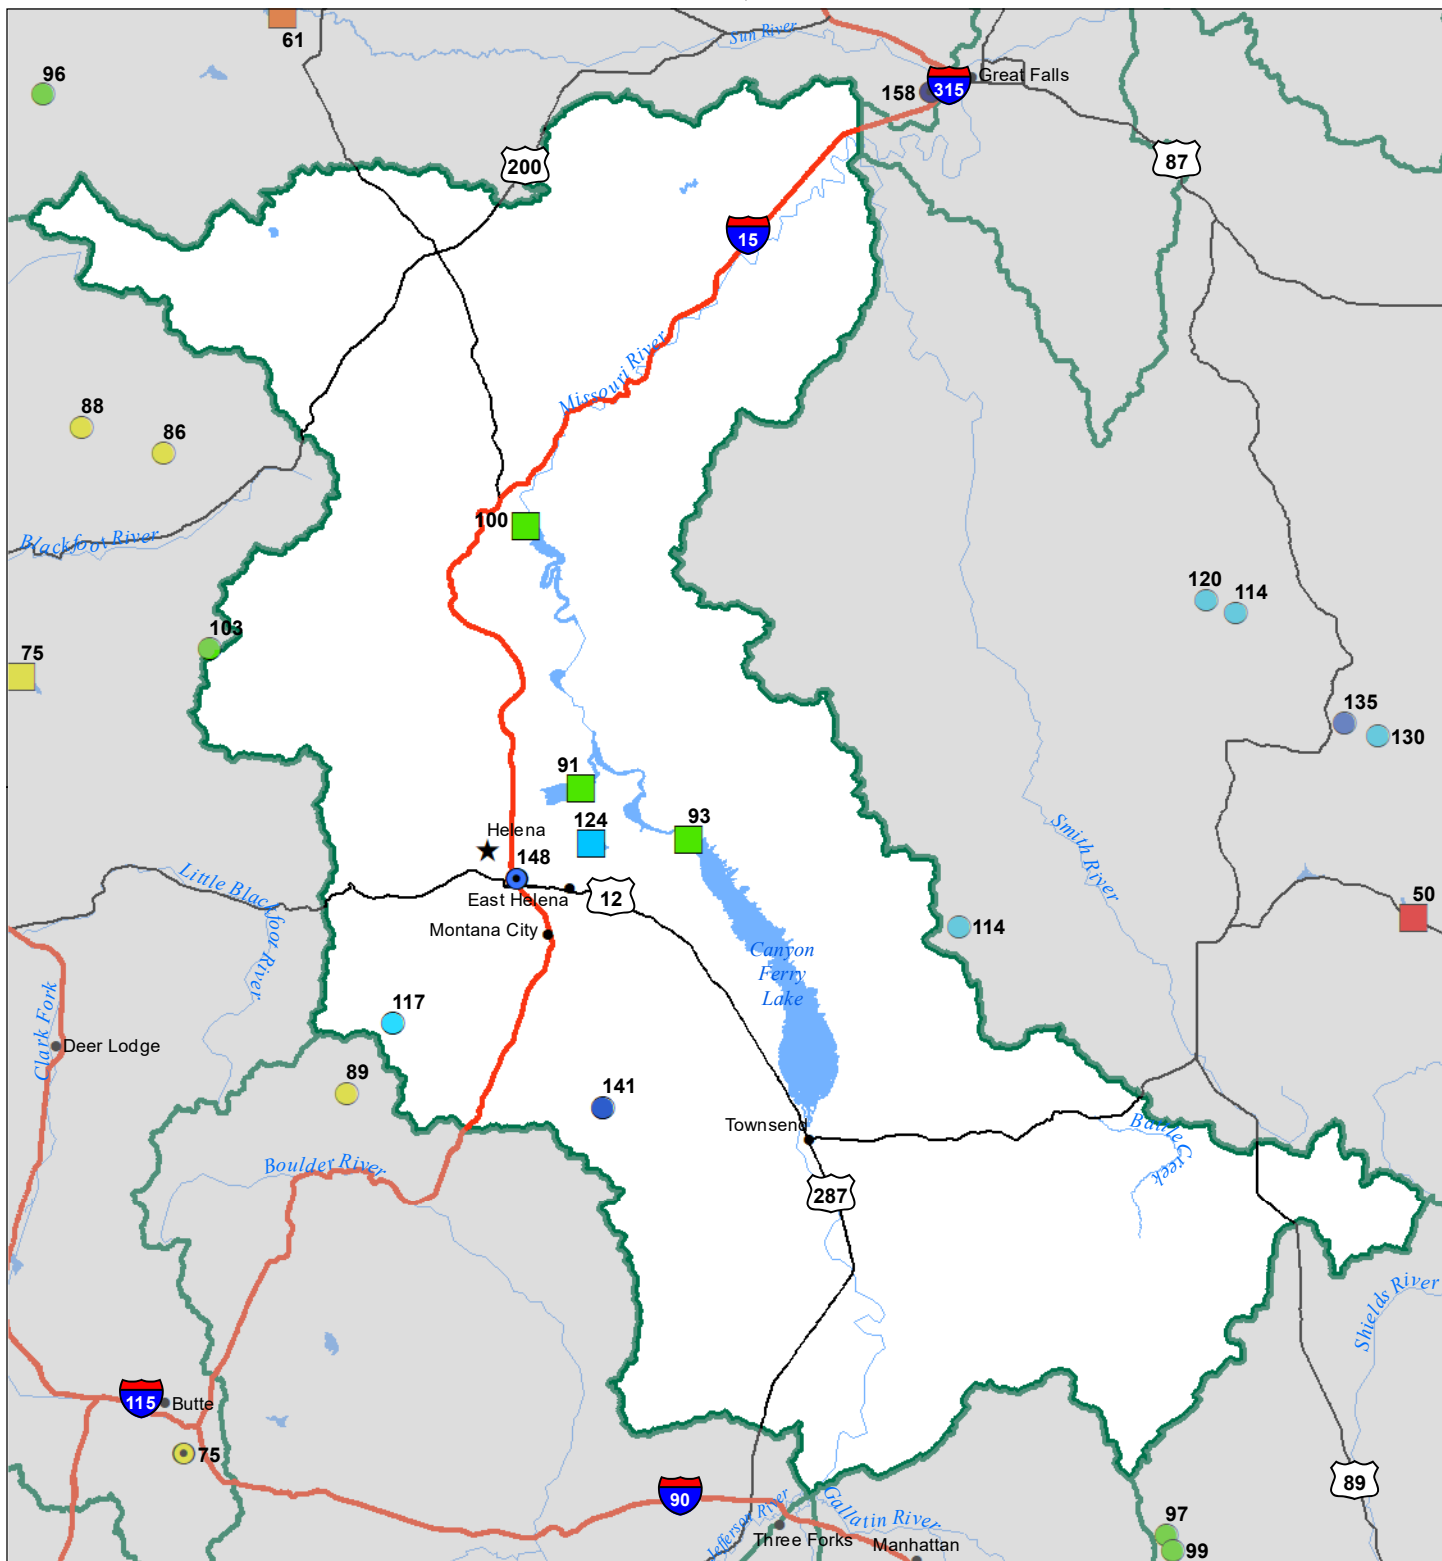 61
Sun River
96
158
315
Great Falls
200
87
15
Missouri River
88
86
100
Blackfoot River
120
114
103
75
135
130
91
124
93
Helena
148
East Helena
12
Montana City
Little Blackfoot River
Smith River
50
114
Canyon
Ferry
Lake
117
Clark Fork
Deer Lodge
89
141
Townsend
Battle Creek
Boulder River
287
Shields River
115
Butte
75
90
89
Jefferson River
Gallatin River
Three Forks
Manhattan
97
99